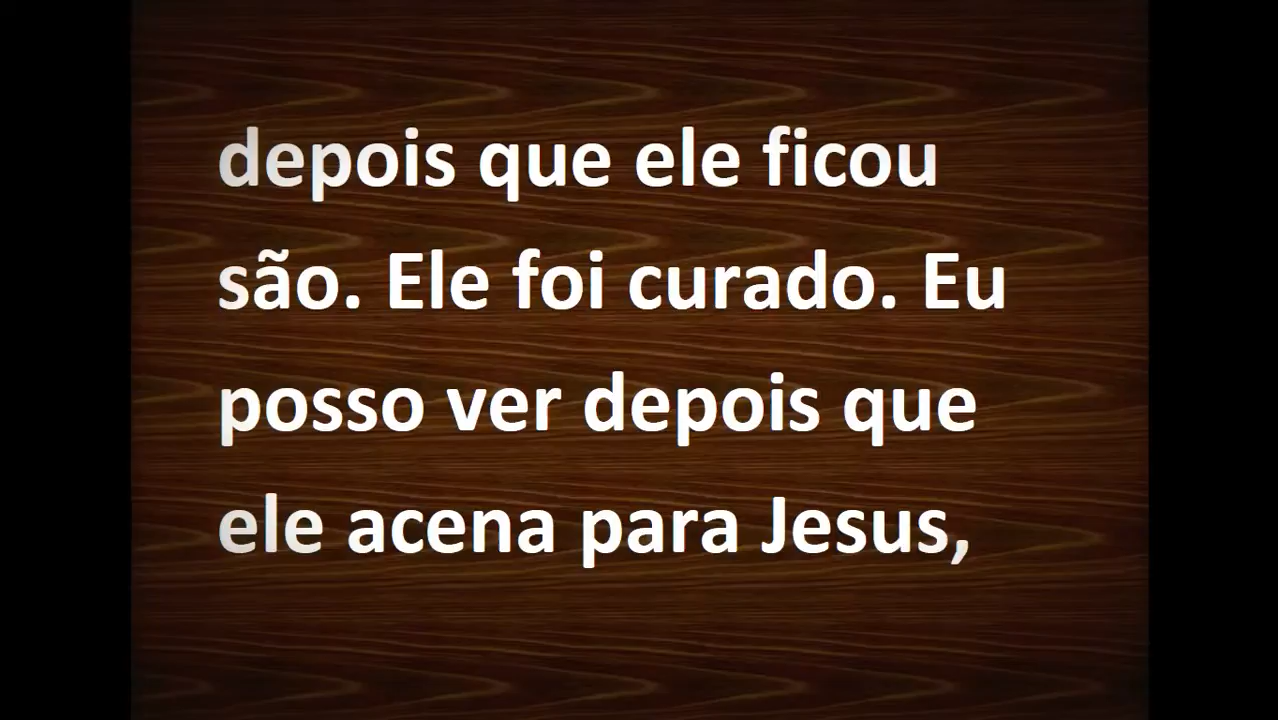 depois que ele ficou
são. Ele foi curado. Eu
posso ver depois que
ele acena para Jesus,